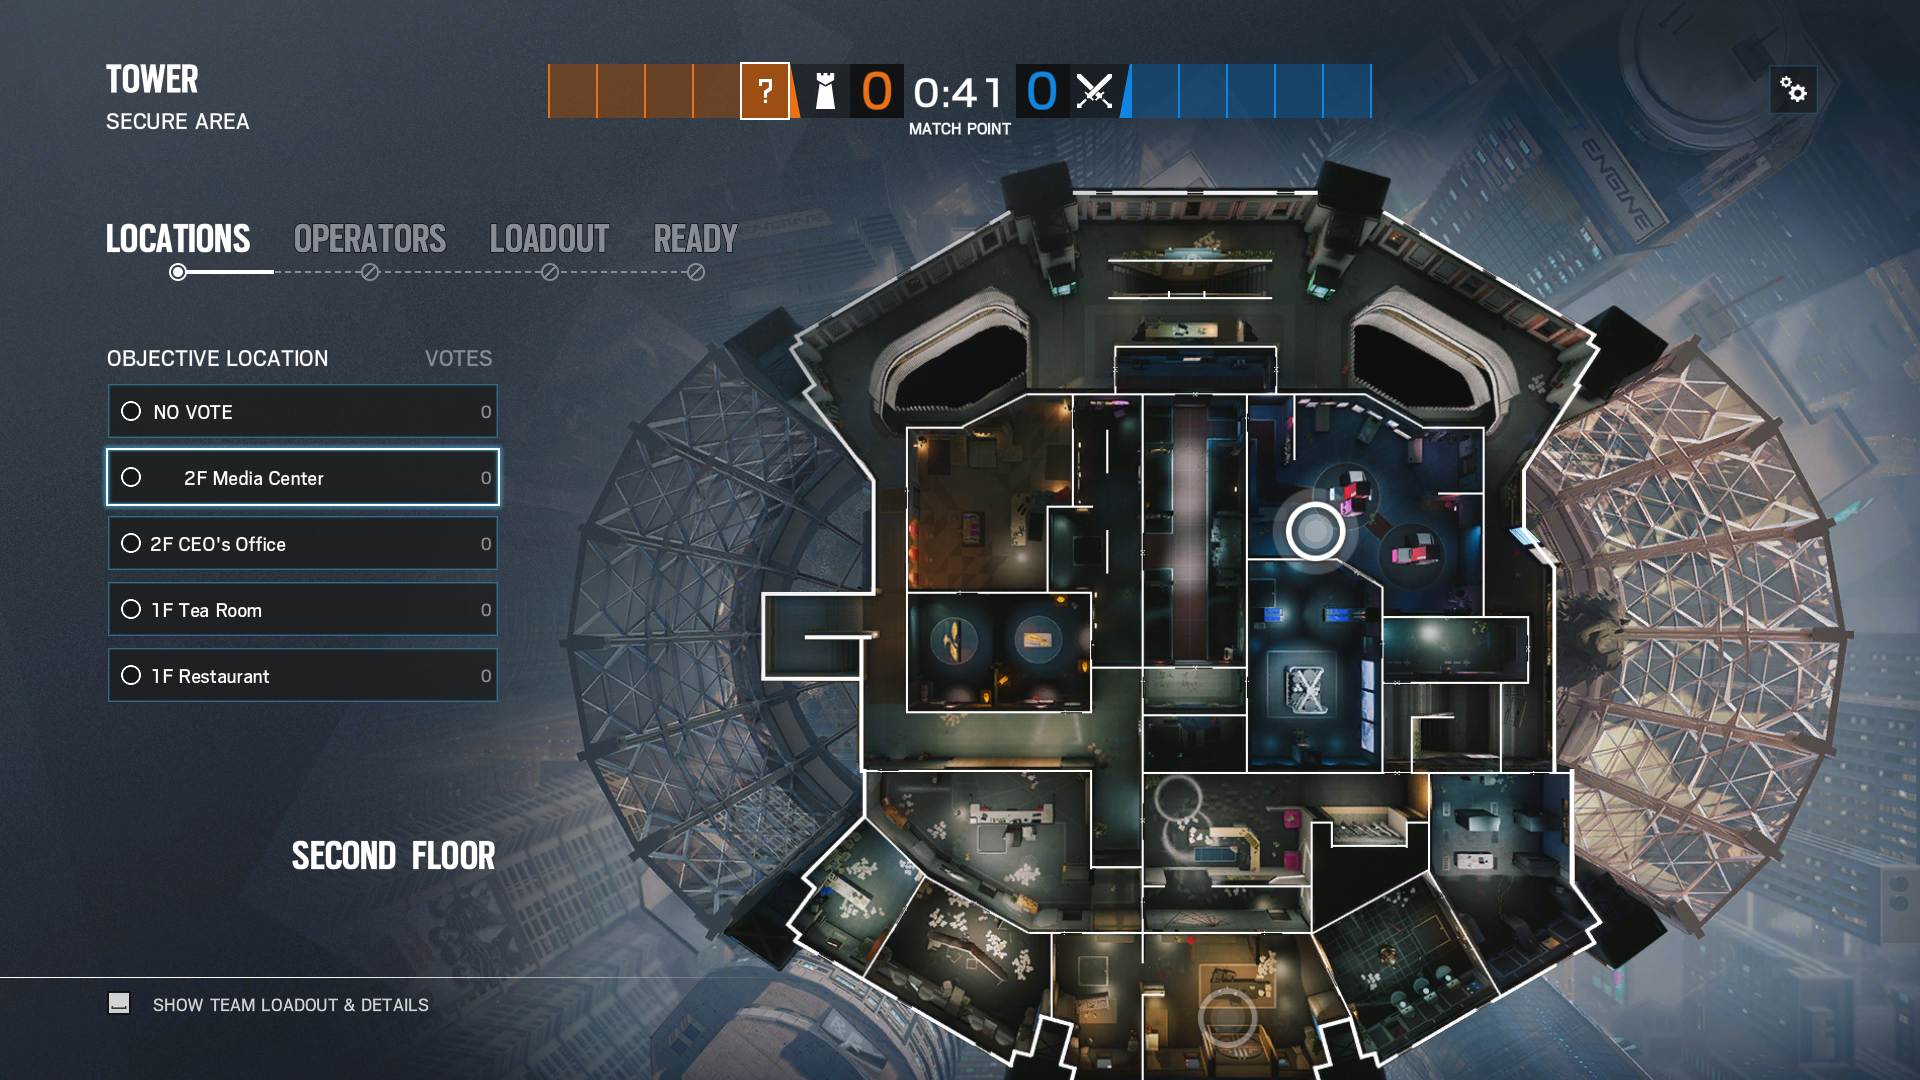 TOWER
SECURE AREA
?
0
0:41
0
MATCH POINT
ENGINE
LOCATIONS
OPERATORS
LOADOUT
READY
OBJECTIVE LOCATION
VOTES
NO VOTE
0
2F Media Center
0
2F CEO's Office
0
1F Tea Room
0
1F Restaurant
0
SECOND FLOOR
SHOW TEAM LOADOUT & DETAILS